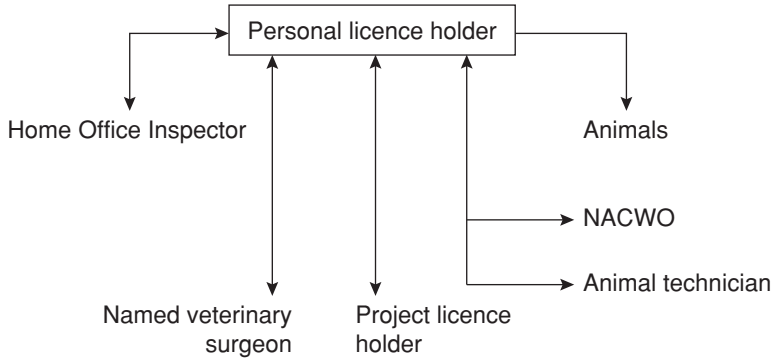 Personal licence holder
Home Office Inspector
Animals
NACWO
Animal technician
Named veterinary
surgeon
Project licence
holder